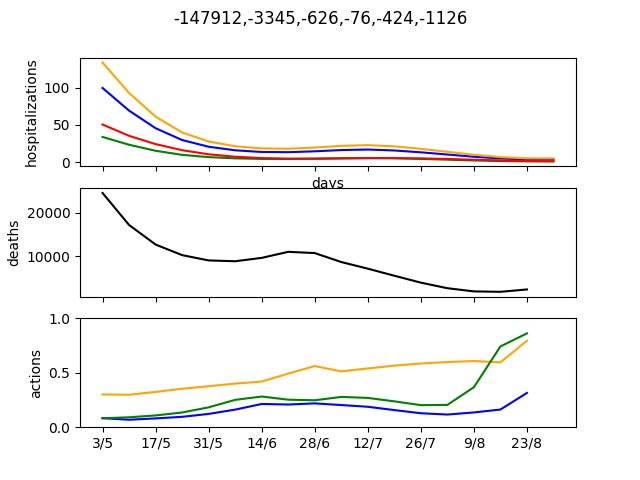 -147912,-3345,-626,-76,-424,-1126
hospitalizations
100
50
0
days
deaths
20000
10000
actions
1.0
0.5
0.0
3/5 17/5 31/5 14/6 28/6 12/7 26/7 9/8 23/8